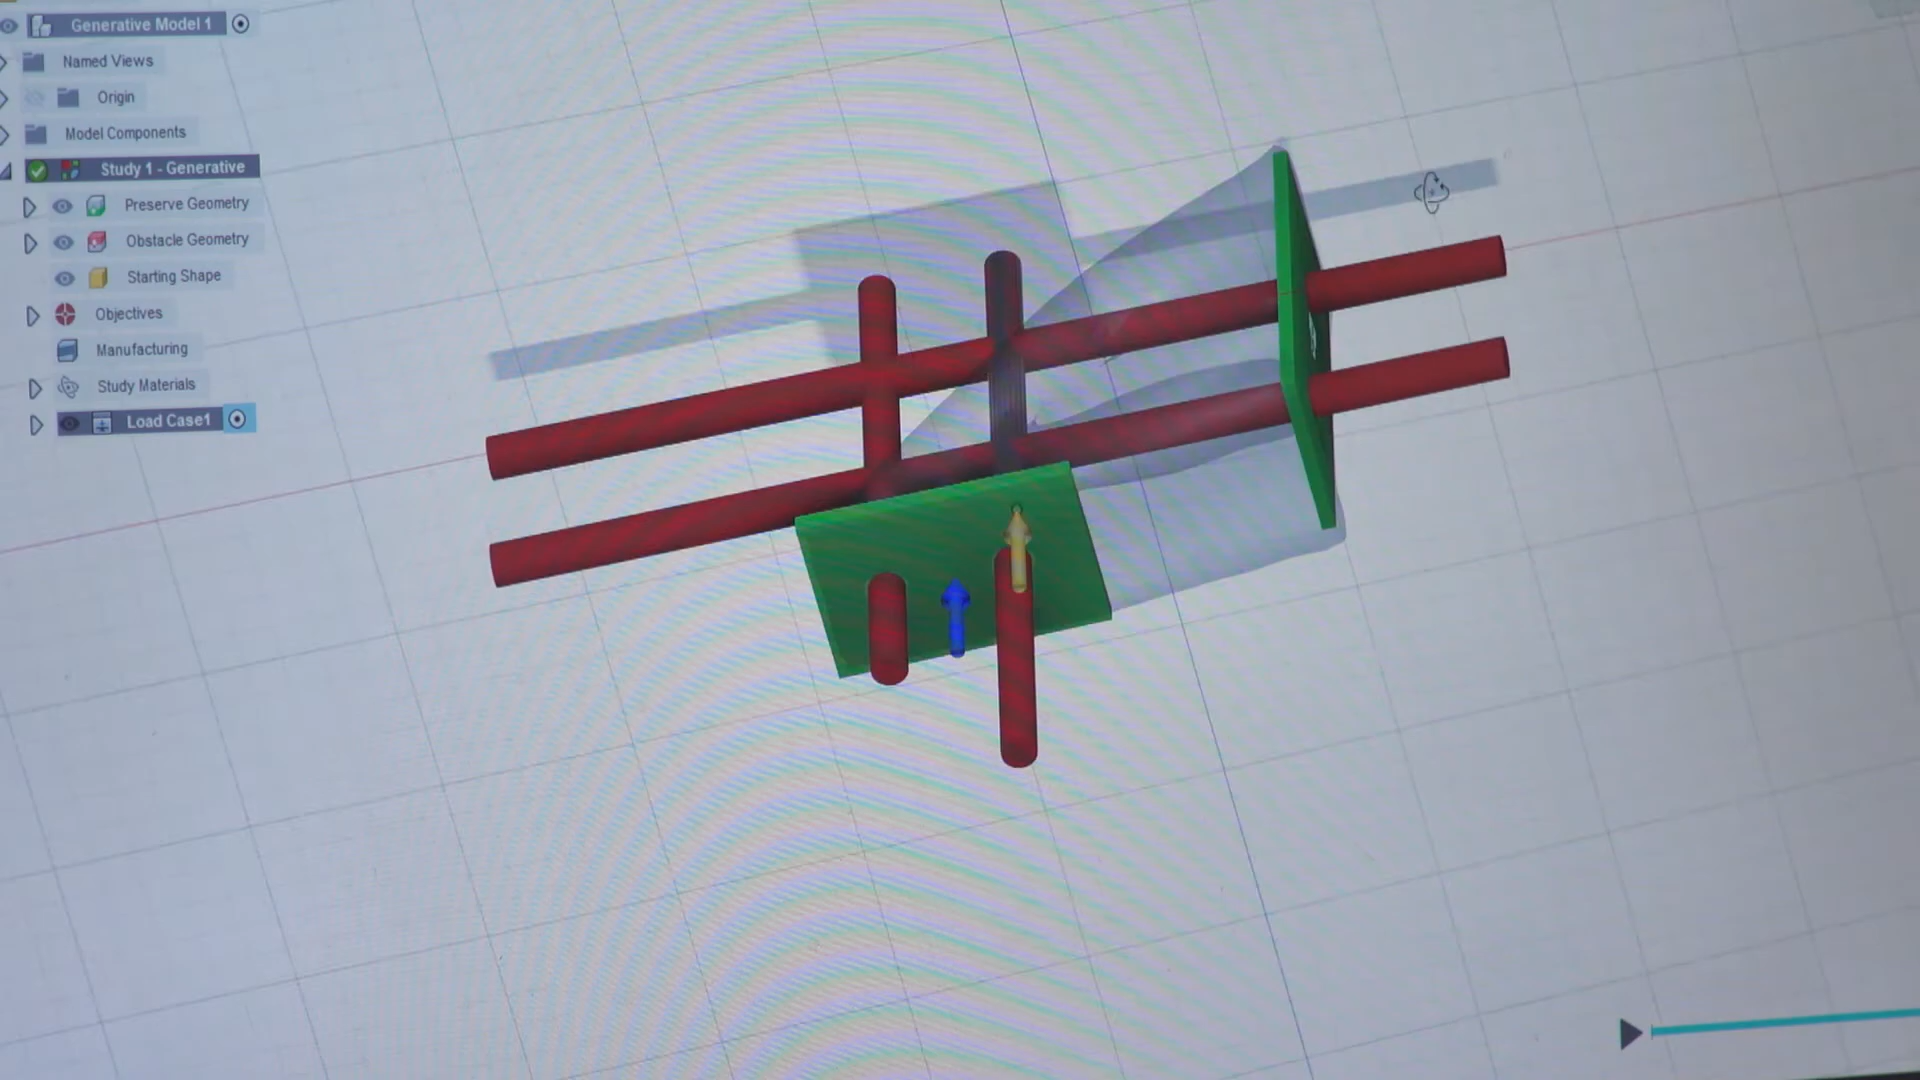 Generative Model 1
Named Views
Origin
Model Components
Study 1 - Generative
Preserve Geometry
Obstacle Geometry
Starting Shape
Objectives
Manufacturing
Study Materials
Load Case1